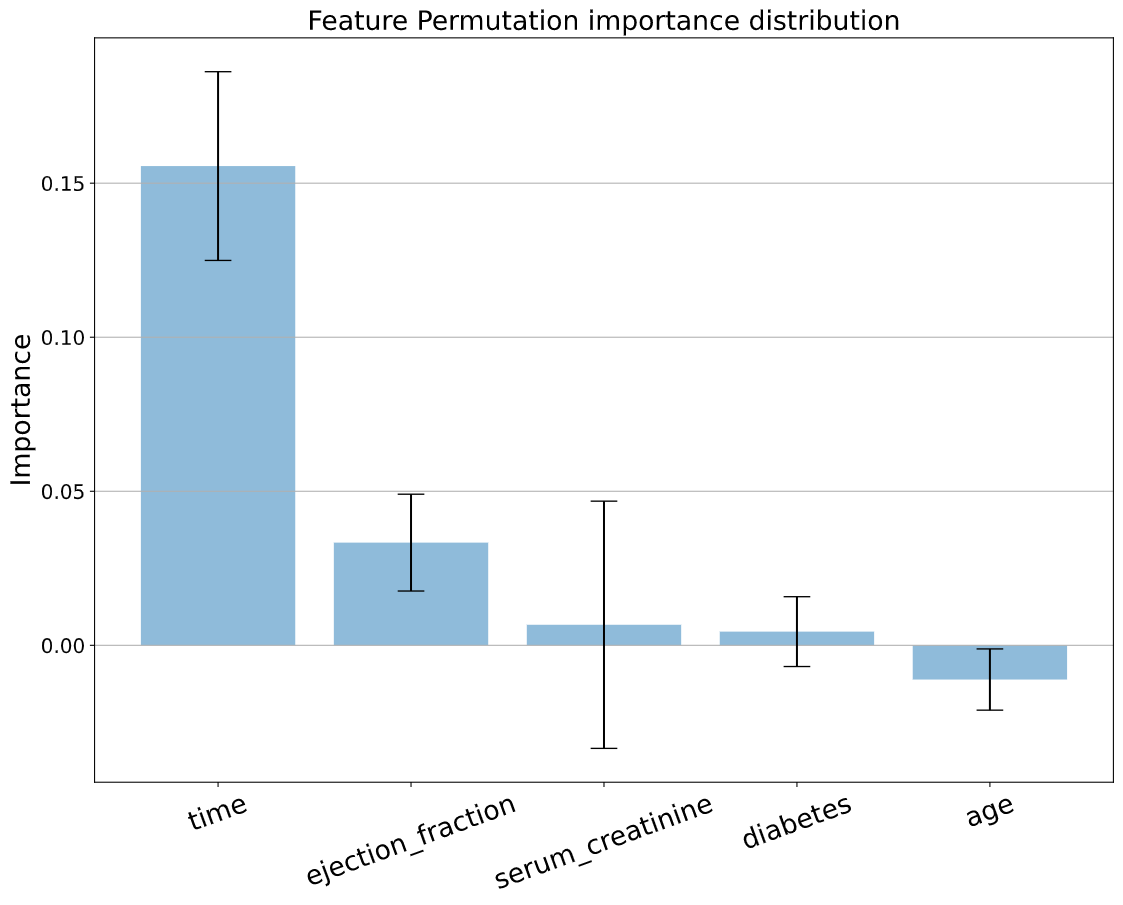 Feature Permutation importance distribution
Importance
0.15
0.10
0.05
0.00
time
ejection_fraction
serum_creatinine
diabetes
age